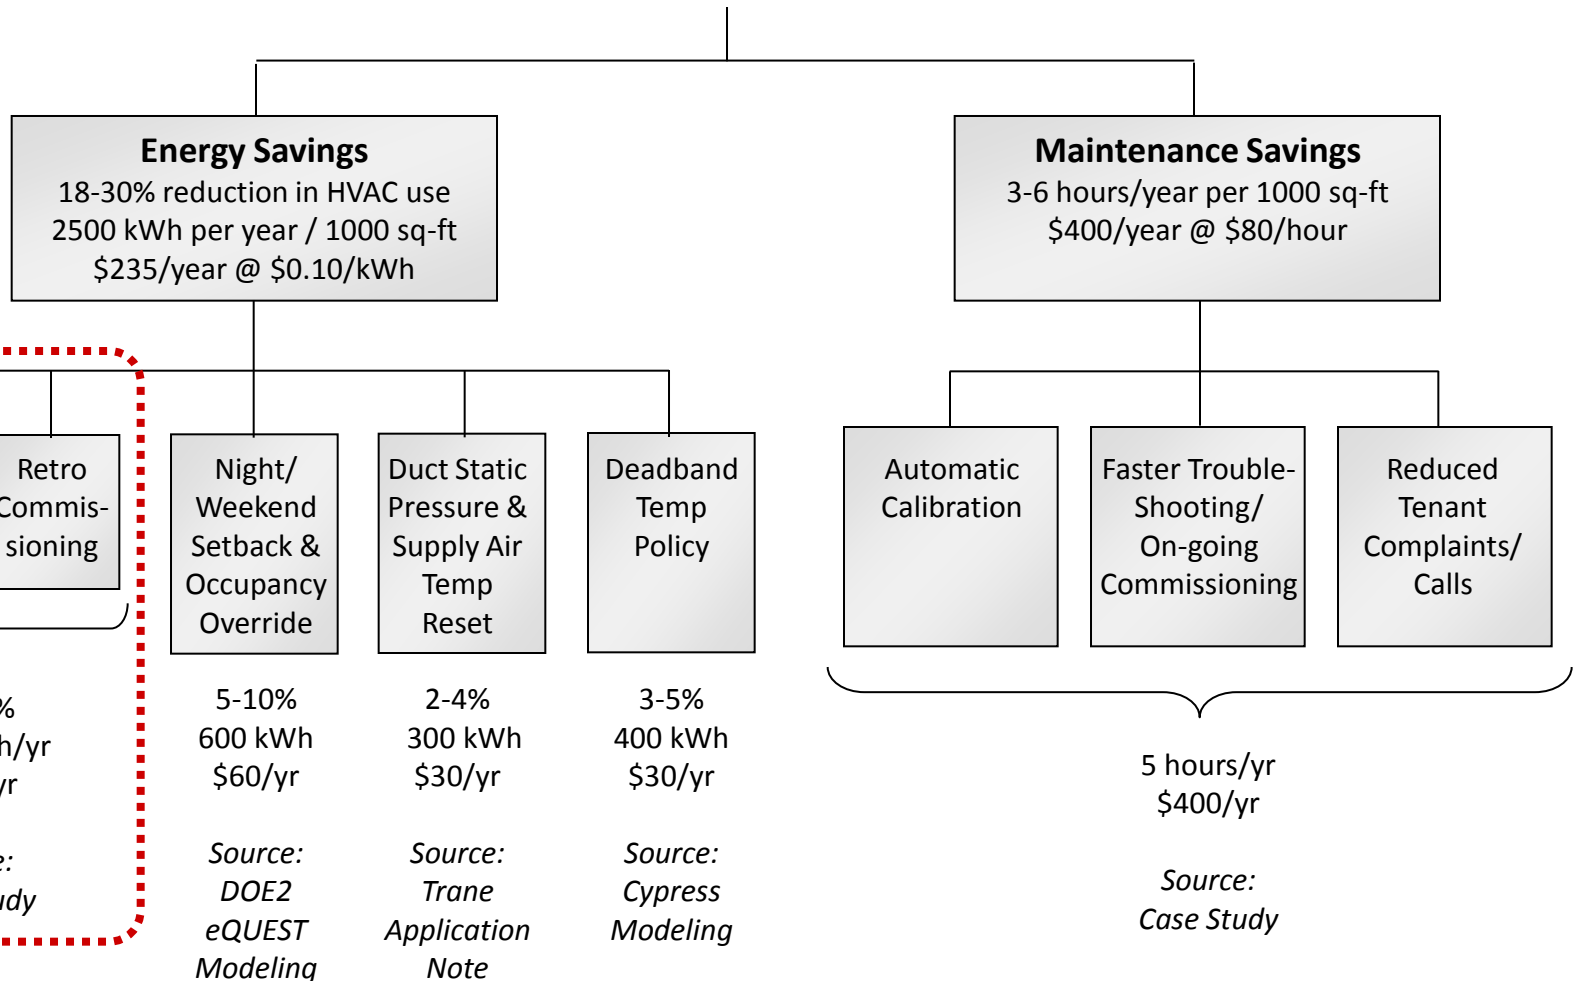 Energy Savings
18-30% reduction in HVAC use
2500 kWh per year / 1000 sq-ft
$235/year @ $0.10/kWh
Maintenance Savings
3-6 hours/year per 1000 sq-ft
$400/year @ $80/hour
Retro
Commis-
sioning
%
h/yr
yr
e:
udy
Night/
Weekend
Setback &
Occupancy
Override
5-10%
600 kWh
$60/yr
Source:
DOE2
eQUEST
Modeling
Duct Static
Pressure &
Supply Air
Temp
Reset
2-4%
300 kWh
$30/yr
Source:
Trane
Application
Note
Deadband
Temp
Policy
3-5%
400 kWh
$30/yr
Source:
Cypress
Modeling
Automatic
Calibration
Faster Trouble-
Shooting/
On-going
Commissioning
Reduced
Tenant
Complaints/
Calls
5 hours/yr
$400/yr
Source:
Case Study